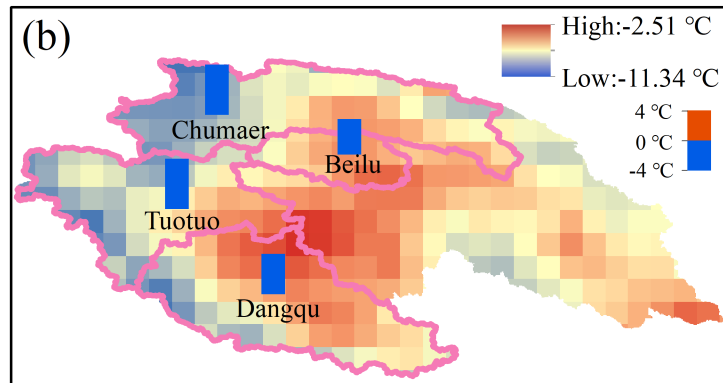 (b)
High:-2.51 ℃
Low:-11.34 ℃
4 ℃
0 ℃
-4 ℃
Chumaer
Beilu
Tuotuo
Dangqu